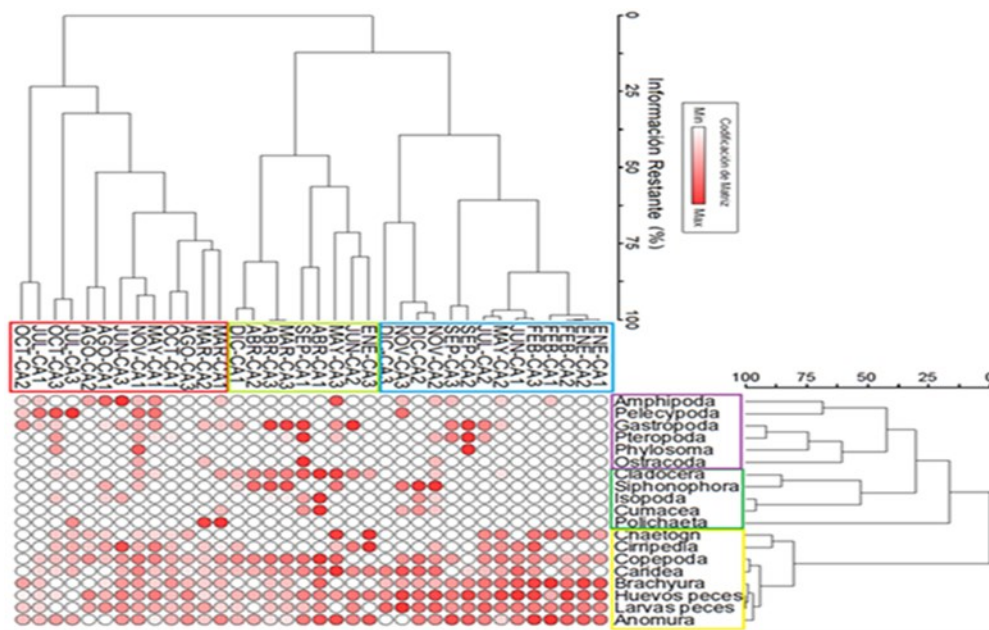 0
25
50
75
100
Información Restante (%)
Codificación de Matriz
Min
Max
OCT-CA2
JUL-CA1
OCT-CA3
AGO-CA2
AGO-CA1
JUN-CA3
NOV-CA1
MAY-CA1
OCT-CA1
AGO-CA3
MAR-CA2
MAR-CA1
DIC-CA1
ABR-CA2
MAR-CA3
SEP-CA1
ABR-CA1
MAY-CA3
JUN-CA2
ENE-CA3
NOV-CA3
DIC-CA2
NOV-CA2
SEP-CA3
SEP-CA2
JUL-CA2
MAY-CA2
JUN-CA1
FEB-CA3
FEB-CA1
FEB-CA2
ENE-CA2
ENE-CA1
100
75
50
25
0
Amphipoda
Pelecypoda
Gastropoda
Pteropoda
Phylosoma
Ostracoda
Cladocera
Siphonophora
Isopoda
Cumacea
Polichaeta
Chaetogn
Cirripedia
Copepoda
Caridea
Brachyura
Huevos peces
Larvas peces
Anomura